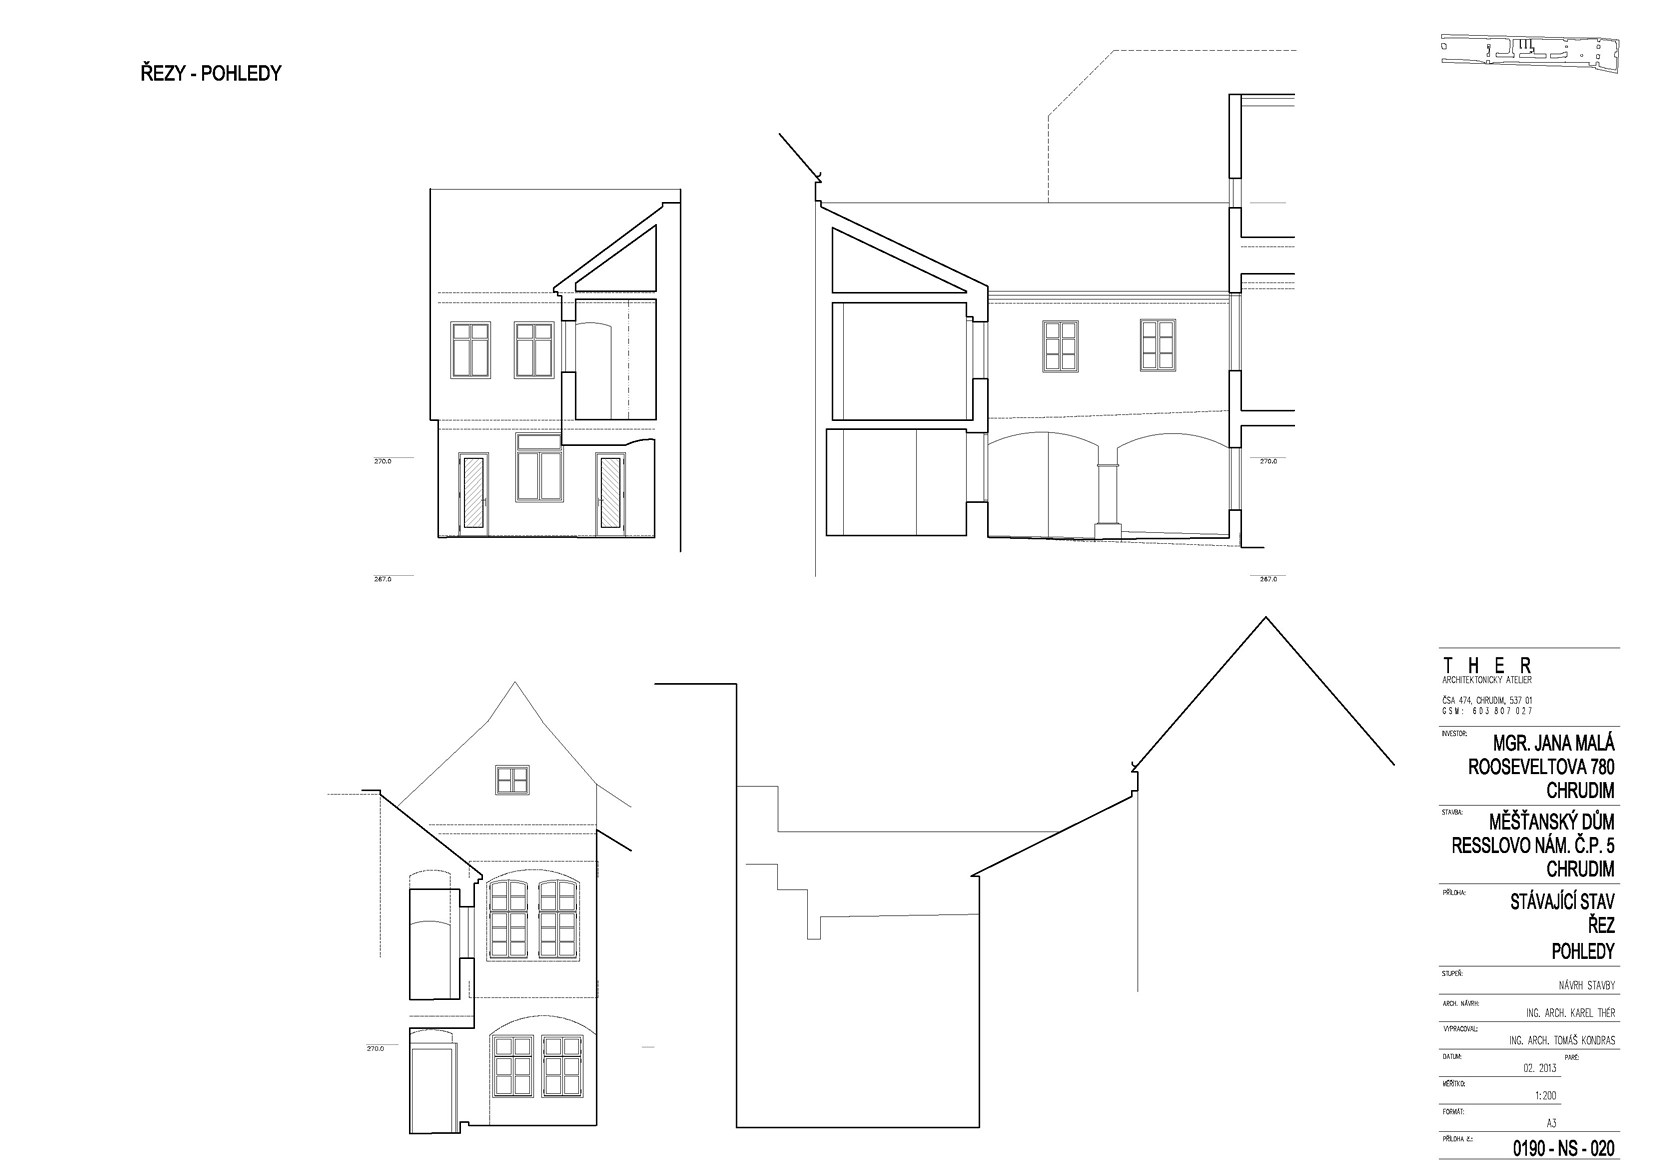 ŘEZY - POHLEDY
270.0
267.0
270.0
267.0
270.0
THER
ARCHITEKTONICKÝ ATELIER
ČSA 474, CHRUDIM, 537 01
GSM: 603 807 027
INVESTOR:
MGR. JANA MALÁ
ROOSEVELTOVA 780
CHRUDIM
STAVBA:
MĚŠŤANSKÝ DŮM
RESSLOVO NÁM. Č.P. 5
CHRUDIM
PŘÍLOHA:
STÁVAJÍCÍ STAV
ŘEZ
POHLEDY
STUPEŇ:
NÁVRH STAVBY
ARCH. NÁVRH:
ING. ARCH. KAREL THÉR
VYPRACOVAL:
ING. ARCH. TOMÁŠ KONDRAS
DATUM: PARÉ:
02. 2013
MĚŘÍTKO:
1:200
FORMÁT:
A3
PŘÍLOHA č.:
0190 - NS - 020